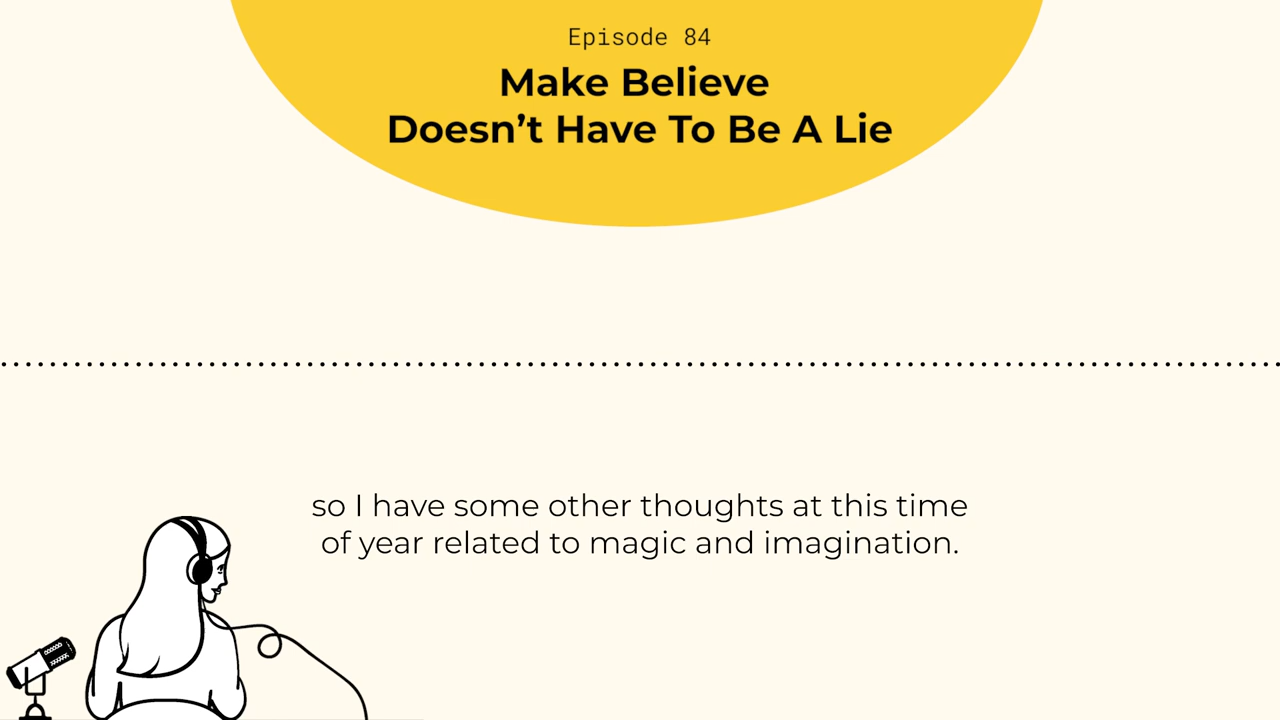 Episode 84
Make Believe
Doesn’t Have To Be A Lie
so I have some other thoughts at this time
of year related to magic and imagination.